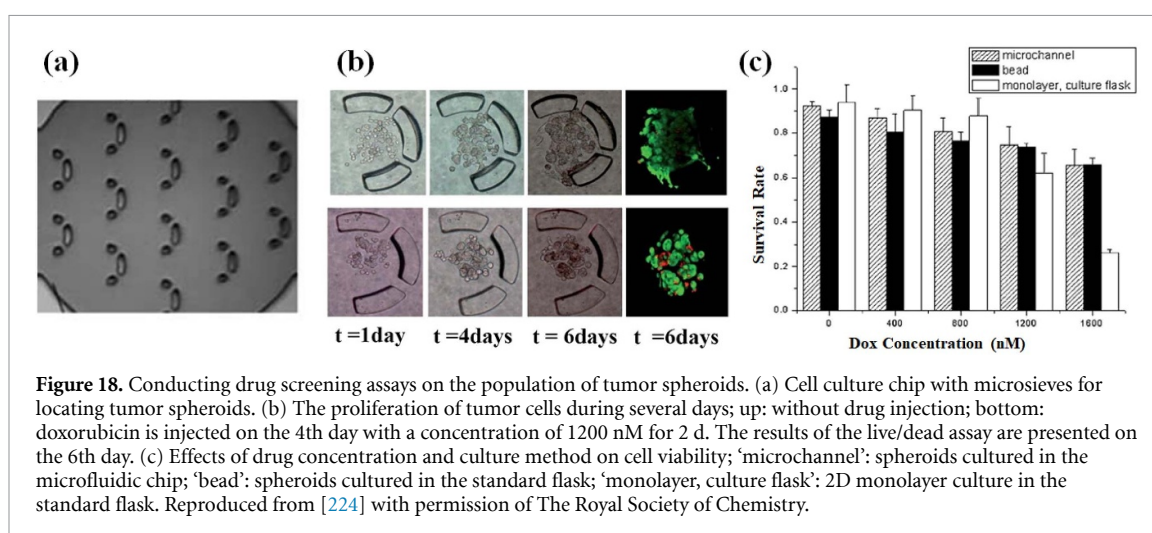 (a)
(b)
(c)
t =1day
t =4days
t = 6days
t =6days
microchannel
bead
monolayer, culture flask
1.0
0.8
0.6
0.4
0.2
0.0
Survival Rate
0
400
800
1200
1600
Dox Concentration (nM)
Figure 18. Conducting drug screening assays on the population of tumor spheroids. (a) Cell culture chip with microsieves for
locating tumor spheroids. (b) The proliferation of tumor cells during several days; up: without drug injection; bottom:
doxorubicin is injected on the 4th day with a concentration of 1200 nM for 2 d. The results of the live/dead assay are presented on
the 6th day. (c) Effects of drug concentration and culture method on cell viability; ‘microchannel’: spheroids cultured in the
microfluidic chip; ‘bead’: spheroids cultured in the standard flask; ‘monolayer, culture flask’: 2D monolayer culture in the
standard flask. Reproduced from [224] with permission of The Royal Society of Chemistry.